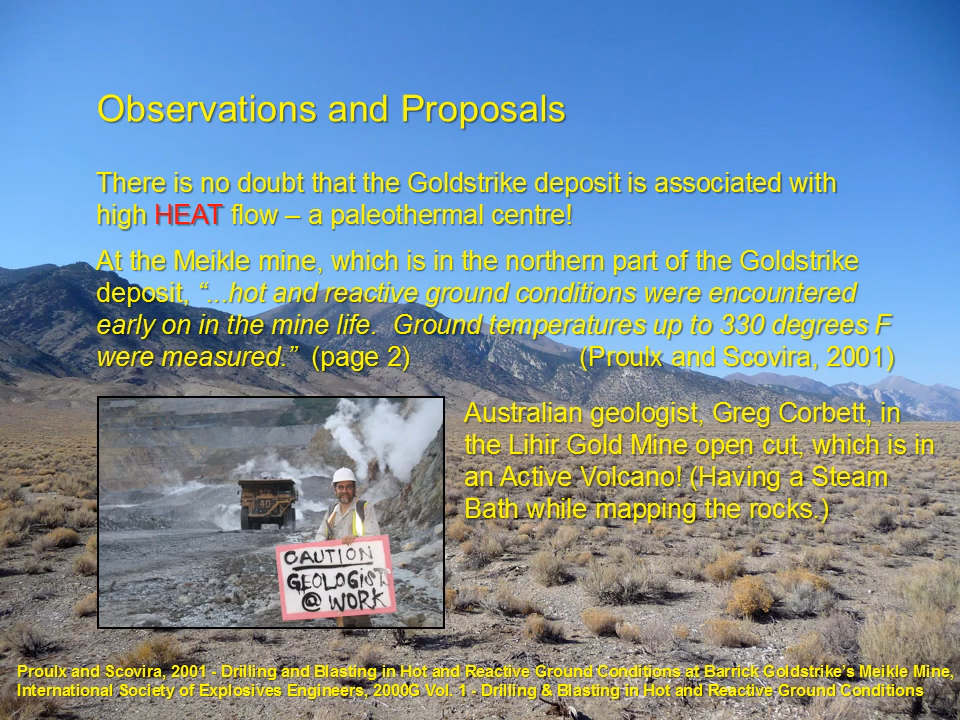 Observations and Proposals
There is no doubt that the Goldstrike deposit is associated with
high HEAT flow – a paleothermal centre!
At the Meikle mine, which is in the northern part of the Goldstrike
deposit, “...hot and reactive ground conditions were encountered
early on in the mine life. Ground temperatures up to 330 degrees F
were measured.” (page 2) (Proulx and Scovira, 2001)
Australian geologist, Greg Corbett, in
the Lihir Gold Mine open cut, which is in
an Active Volcano! (Having a Steam
Bath while mapping the rocks.)
CAUTION
GEOLOGIST
@ WORK
Proulx and Scovira, 2001 - Drilling and Blasting in Hot and Reactive Ground Conditions at Barrick Goldstrike’s Meikle Mine,
International Society of Explosives Engineers, 2000G Vol. 1 - Drilling & Blasting in Hot and Reactive Ground Conditions